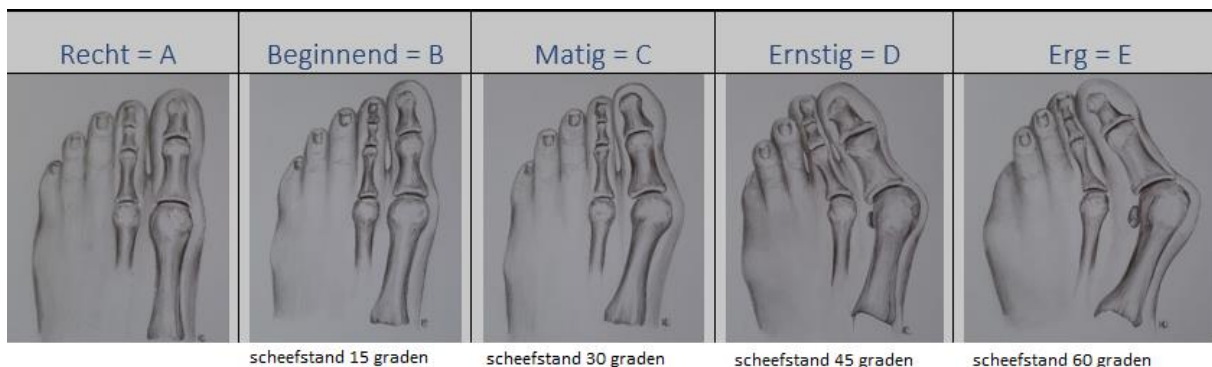 Recht = A
Beginnend = B
Matig = C
Ernstig = D
Erg = E
scheefstand 15 graden
scheefstand 30 graden
scheefstand 45 graden
scheefstand 60 graden